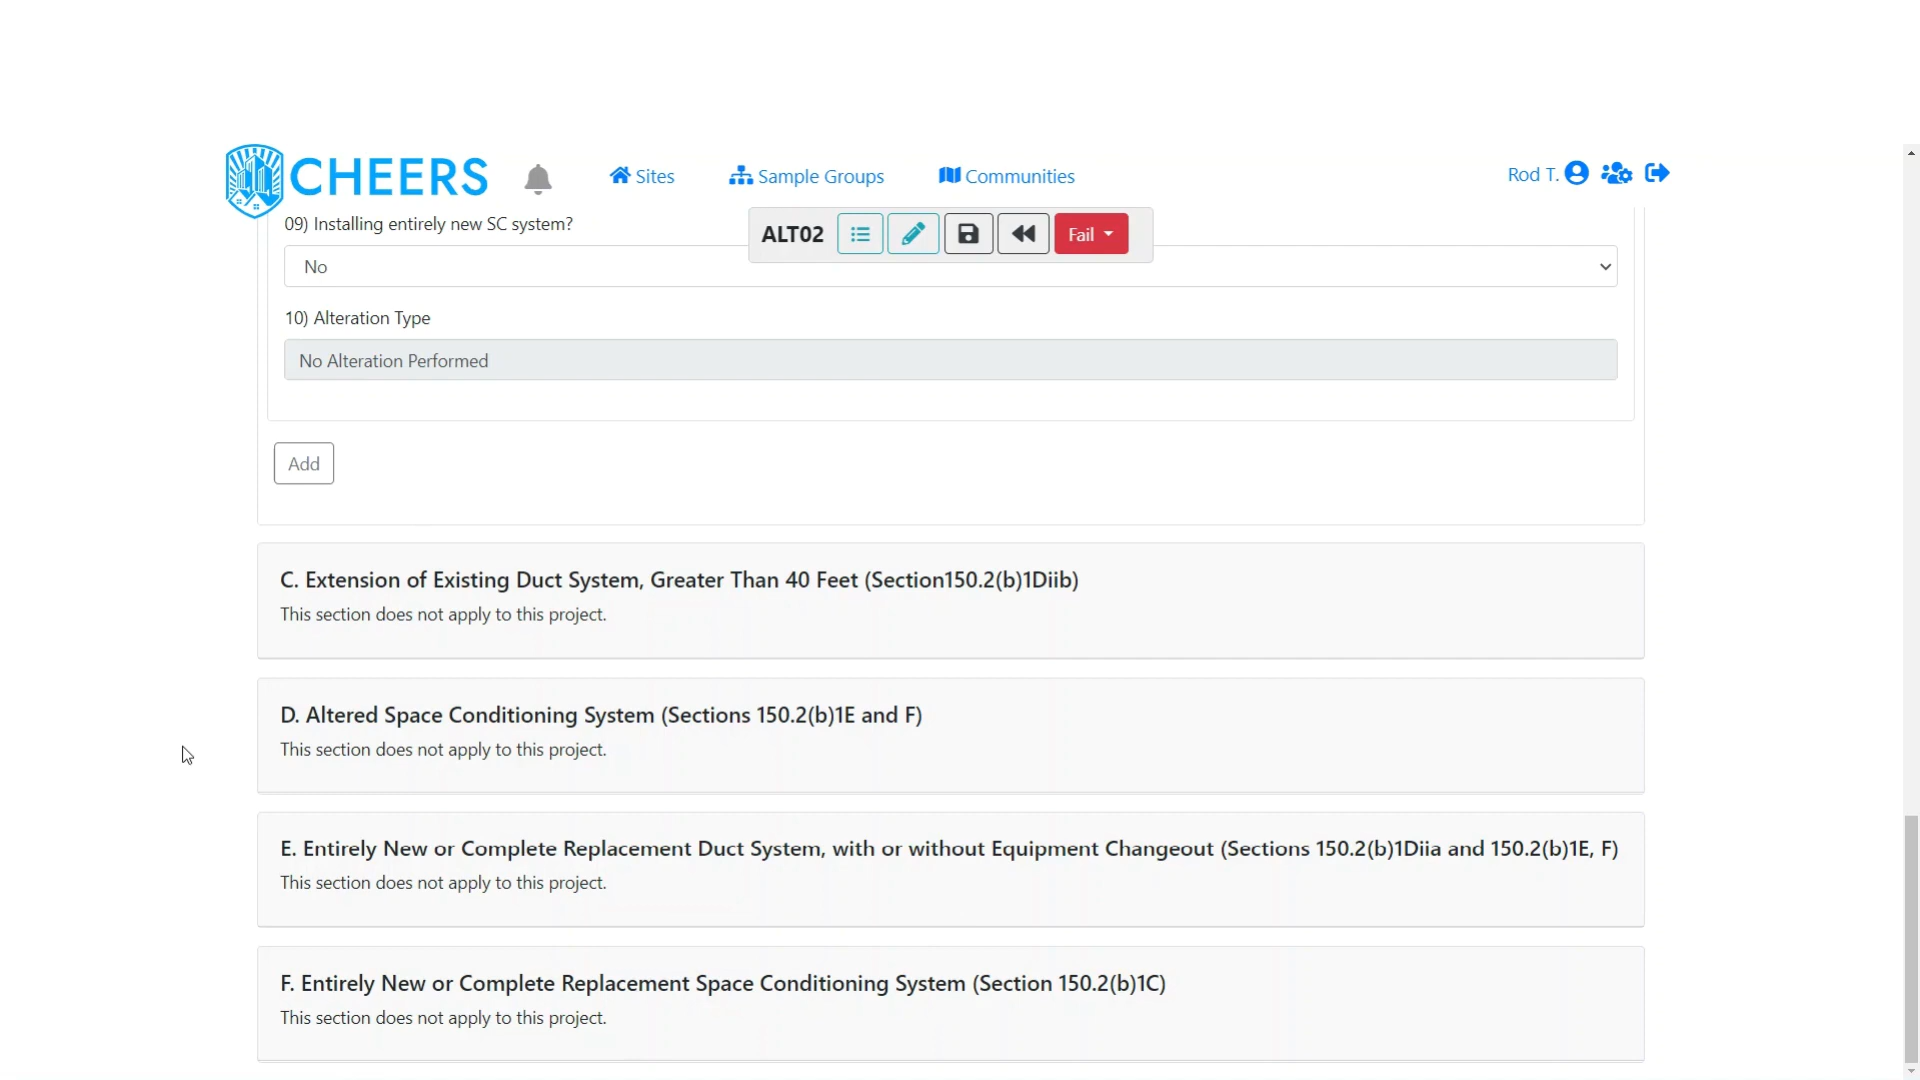 CHEERS
Sites
Sample Groups
Communities
Rod T.
09) Installing entirely new SC system?
ALT02
Fail
No
10) Alteration Type
No Alteration Performed
Add
C. Extension of Existing Duct System, Greater Than 40 Feet (Section150.2(b)1Diib)
This section does not apply to this project.
D. Altered Space Conditioning System (Sections 150.2(b)1E and F)
This section does not apply to this project.
E. Entirely New or Complete Replacement Duct System, with or without Equipment Changeout (Sections 150.2(b)1Diia and 150.2(b)1E, F)
This section does not apply to this project.
F. Entirely New or Complete Replacement Space Conditioning System (Section 150.2(b)1C)
This section does not apply to this project.